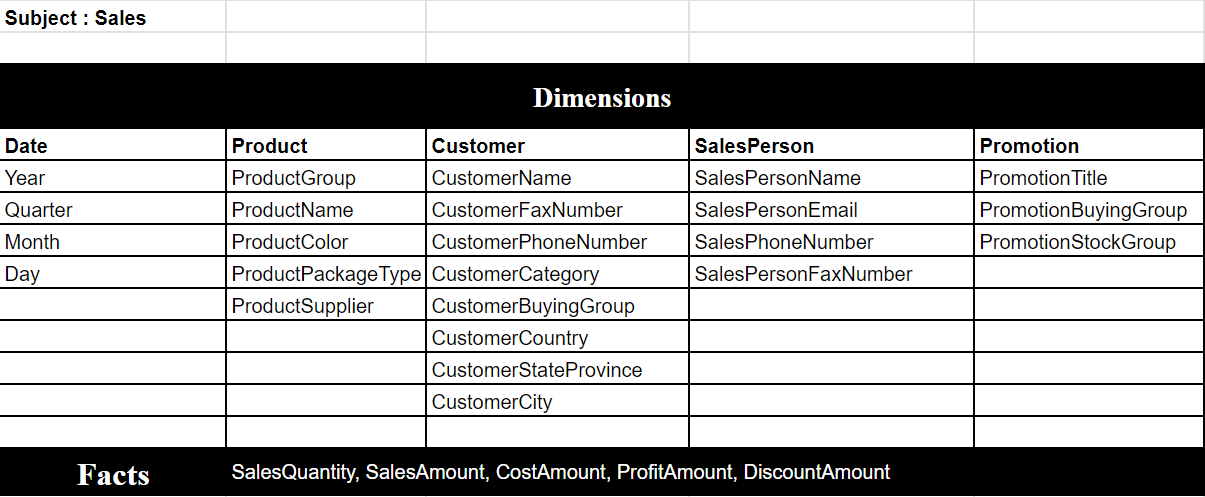 Subject : Sales
Dimensions
Date Product Customer SalesPerson Promotion
Year ProductGroup CustomerName SalesPersonName PromotionTitle
Quarter ProductName CustomerFaxNumber SalesPersonEmail PromotionBuyingGroup
Month ProductColor CustomerPhoneNumber SalesPhoneNumber PromotionStockGroup
Day ProductPackageType CustomerCategory SalesPersonFaxNumber
ProductSupplier CustomerBuyingGroup
CustomerCountry
CustomerStateProvince
CustomerCity
Facts SalesQuantity, SalesAmount, CostAmount, ProfitAmount, DiscountAmount